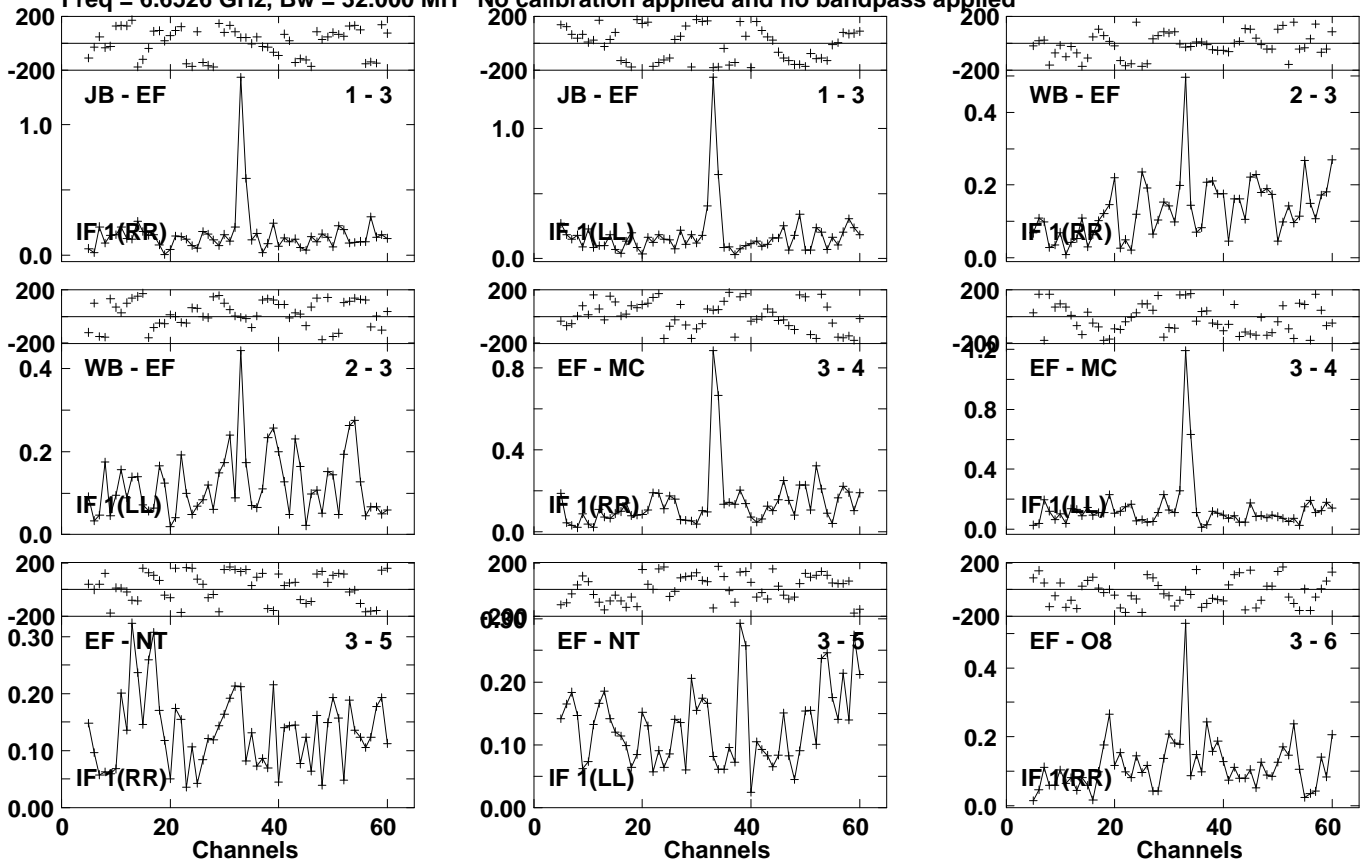 Freq = 6.6526 GHz, Bw = 32.000 MH No calibration applied and no bandpass applied
200 200 200
-200 -200 -200
JB - EF 1 - 3 JB - EF 1 - 3 WB - EF 2 - 3
1.0 1.0 0.4
0.2
IF 1(RR) IF 1(LL) IF 1(RR)
0.0 0.0 0.0
200 200 200
-200 -200 -200
1.2
WB - EF 2 - 3 EF - MC 3 - 4 EF - MC 3 - 4
0.4 0.8 0.8
0.2 0.4 0.4
IF 1(LL) IF 1(RR) IF 1(LL)
0.0 0.0 0.0
200 200 200
-200 -200 -200
0.30 0.30
EF - NT 3 - 5 EF - NT 3 - 5 EF - O8 3 - 6
0.20 0.20 0.4
0.10 0.10 0.2
IF 1(RR) IF 1(LL) IF 1(RR)
0.00 0.00 0.0
0 20 40 60 0 20 40 60 0 20 40 60
Channels Channels Channels